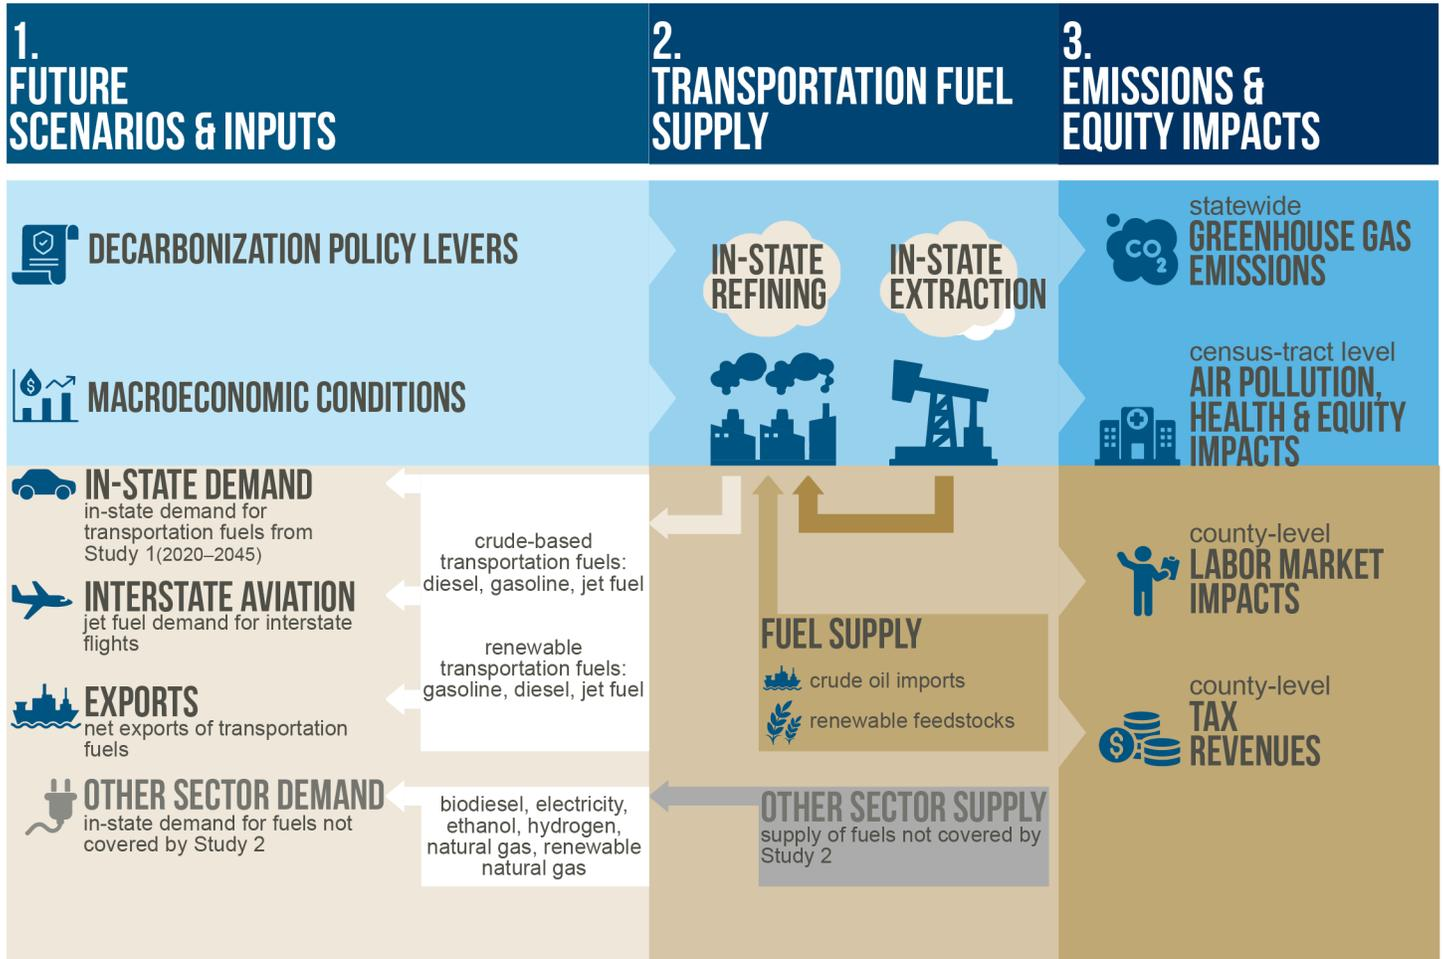 1.
FUTURE
SCENARIOS & INPUTS
2.
TRANSPORTATION FUEL
SUPPLY
3.
EMISSIONS &
EQUITY IMPACTS
DECARBONIZATION POLICY LEVERS
$
MACROECONOMIC CONDITIONS
IN-STATE DEMAND
in-state demand for
transportation fuels from
Study 1(2020–2045)
INTERSTATE AVIATION
jet fuel demand for interstate
flights
EXPORTS
net exports of transportation
fuels
OTHER SECTOR DEMAND
in-state demand for fuels not
covered by Study 2
crude-based
transportation fuels:
diesel, gasoline, jet fuel
renewable
transportation fuels:
gasoline, diesel, jet fuel
biodiesel, electricity,
ethanol, hydrogen,
natural gas, renewable
natural gas
IN-STATE
REFINING
IN-STATE
EXTRACTION
FUEL SUPPLY
crude oil imports
renewable feedstocks
OTHER SECTOR SUPPLY
supply of fuels not covered by
Study 2
CO2
statewide
GREENHOUSE GAS
EMISSIONS
census-tract level
AIR POLLUTION,
HEALTH & EQUITY
IMPACTS
county-level
LABOR MARKET
IMPACTS
$
county-level
TAX
REVENUES